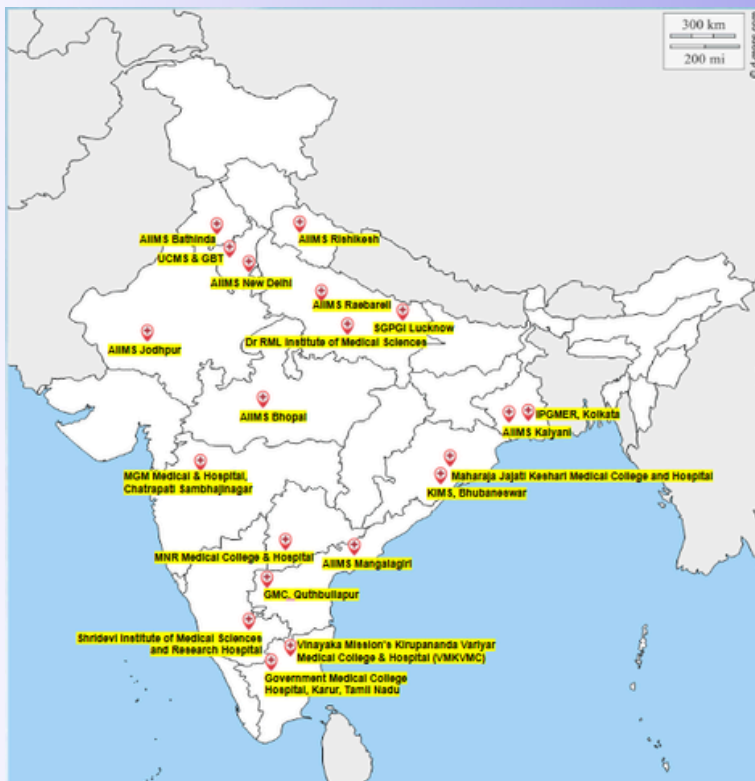 300 km
200 mi
AIIMS Bathinda
AIIMS Rishikesh
UCMS & GBT
AIIMS New Delhi
AIIMS Raebareli
SGPGI Lucknow
Dr RML Institute of Medical Sciences
AIIMS Jodhpur
AIIMS Bhopal
IPGMER, Kolkata
AIIMS Kalyani
MGM Medical & Hospital,
Chatrapati Sambhajinagar
Maharaja Jajati Keshari Medical College and Hospital
KIMS, Bhubaneswar
MNR Medical College & Hospital
AIIMS Mangalagiri
GMC, Quthbullapur
Shridevi Institute of Medical Sciences
and Research Hospital
Vinayaka Mission's Kirupananda Variyar
Medical College & Hospital (VMKVMC)
Government Medical College
Hospital, Karur, Tamil Nadu